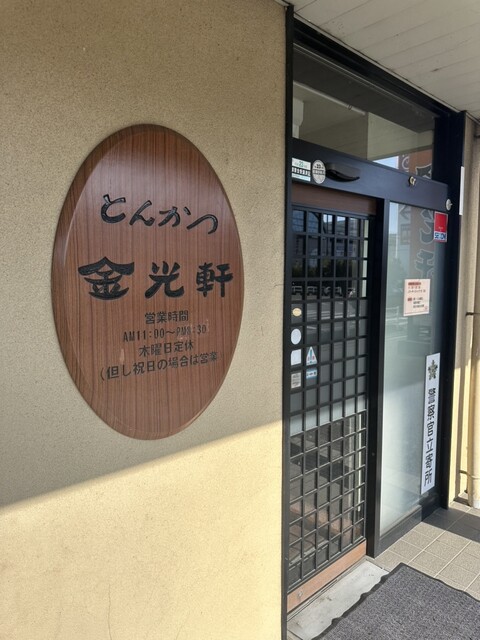 とんかつ
金光軒
営業時間
AM11:00～PM8:30
木曜日定休
(但し祝日の場合は営業
警察官立寄所